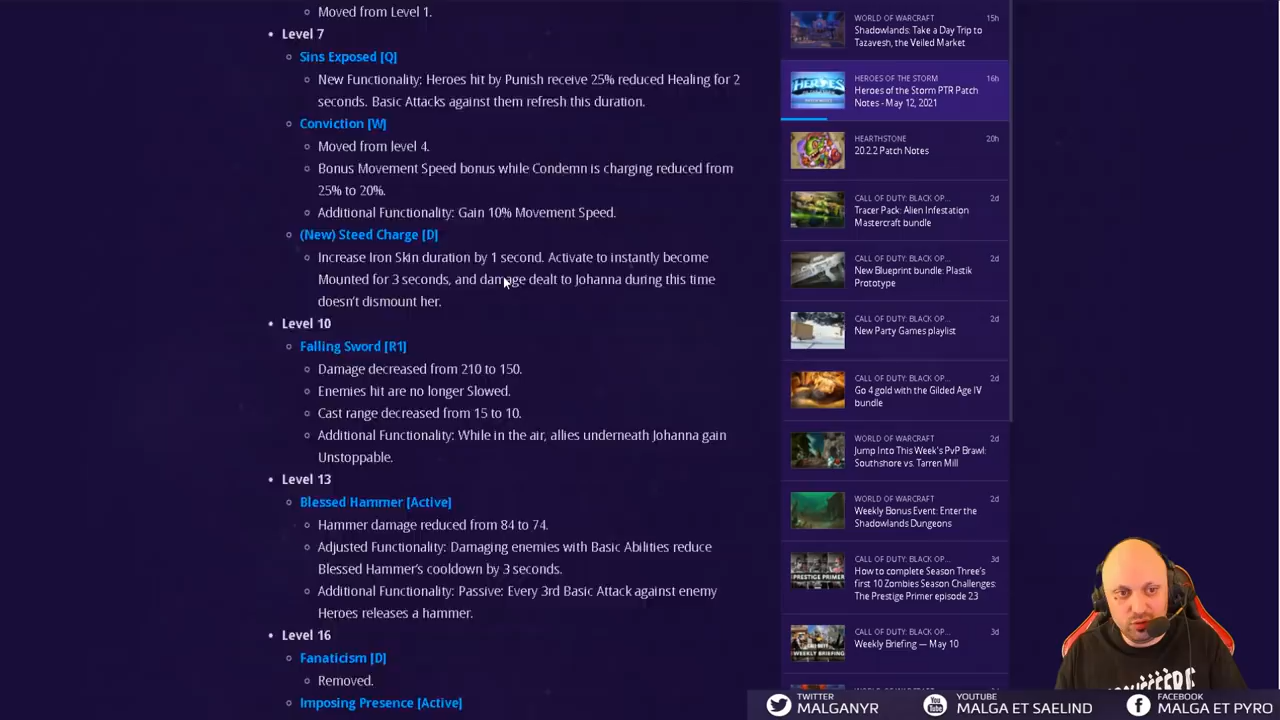 Moved from Level 1.
Level 7
Sins Exposed [Q]
New Functionality: Heroes hit by Punish receive 25% reduced Healing for 2
seconds. Basic Attacks against them refresh this duration.
Conviction [W]
Moved from level 4.
Bonus Movement Speed bonus while Condemn is charging reduced from
25% to 20%.
Additional Functionality: Gain 10% Movement Speed.
(New) Steed Charge [D]
Increase Iron Skin duration by 1 second. Activate to instantly become
Mounted for 3 seconds, and damage dealt to Johanna during this time
doesn't dismount her.
Level 10
Falling Sword [R1]
Damage decreased from 210 to 150.
Enemies hit are no longer Slowed.
Cast range decreased from 15 to 10.
Additional Functionality: While in the air, allies underneath Johanna gain
Unstoppable.
Level 13
Blessed Hammer [Active]
Hammer damage reduced from 84 to 74.
Adjusted Functionality: Damaging enemies with Basic Abilities reduce
Blessed Hammer's cooldown by 3 seconds.
Additional Functionality: Passive: Every 3rd Basic Attack against enemy
Heroes releases a hammer.
Level 16
Fanaticism [D]
Removed.
Imposing Presence [Active]
WORLD OF WARCRAFT 15h
Shadowlands: Take a Day Trip to
Tazavesh, the Veiled Market
HEROES OF THE STORM 16h
Heroes of the Storm PTR Patch
Notes - May 12, 2021
HEARTHSTONE 20h
20.2.2 Patch Notes
CALL OF DUTY: BLACK OP... 2d
Tracer Pack: Alien Infestation
Mastercraft bundle
CALL OF DUTY: BLACK OP... 2d
New Blueprint bundle: Plastik
Prototype
CALL OF DUTY: BLACK OP... 2d
New Party Games playlist
CALL OF DUTY: BLACK OP... 2d
Go 4 gold with the Gilded Age IV
bundle
WORLD OF WARCRAFT 2d
Jump Into This Week's PvP Brawl:
Southshore vs. Tarren Mill
WORLD OF WARCRAFT 2d
Weekly Bonus Event: Enter the
Shadowlands Dungeons
CALL OF DUTY: BLACK OP... 3d
How to complete Season Three's
first 10 Zombies Season Challenges:
The Prestige Primer episode 23
PRESTIGE PRIMER
CALL OF DUTY: BLACK OP... 3d
Weekly Briefing — May 10
WEEKLY BRIEFING
HEROES
TWITTER
MALGANYR
YOUTUBE
MALGA ET SAELIND
FACEBOOK
MALGA ET PYRO